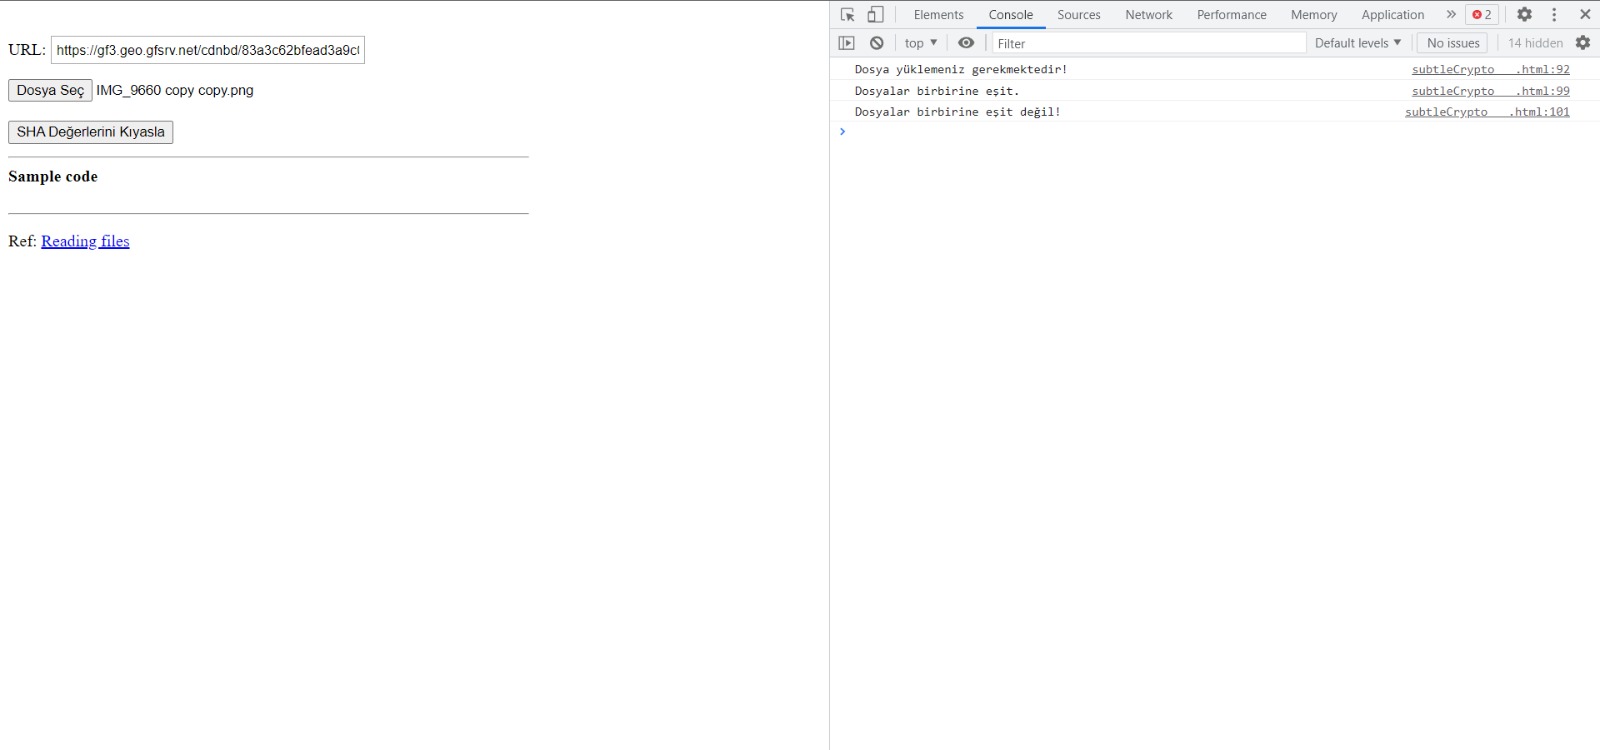 URL: https://gf3.geo.gfsrv.net/cdnbd/83a3c62bfead3a9c
Dosya Seç IMG_9660 copy copy.png
SHA Değerlerini Kıyasla
Sample code
Ref: Reading files
Elements Console Sources Network Performance Memory Application » 2
top Filter Default levels No issues 14 hidden
Dosya yüklemeniz gerekmektedir! subtleCrypto .html:92
Dosyalar birbirine eşit. subtleCrypto .html:99
Dosyalar birbirine eşit değil! subtleCrypto .html:101